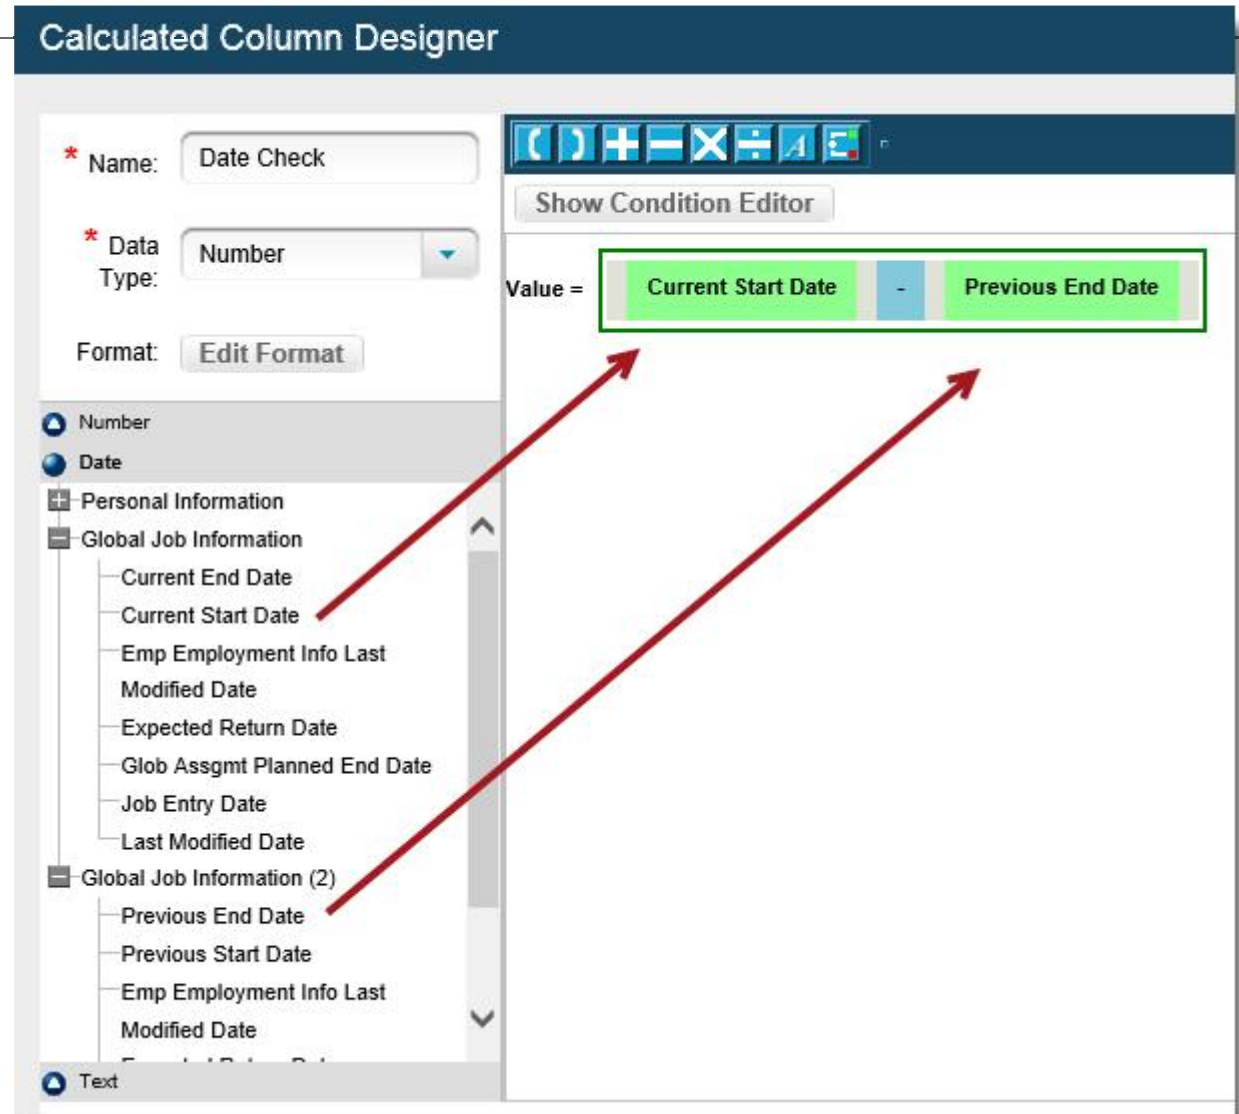 Calculated Column Designer
* Name: Date Check
* Data Type: Number
Format: Edit Format
Show Condition Editor
Value = Current Start Date - Previous End Date
Number
Date
Personal Information
Global Job Information
Current End Date
Current Start Date
Emp Employment Info Last
Modified Date
Expected Return Date
Glob Assgmt Planned End Date
Job Entry Date
Last Modified Date
Global Job Information (2)
Previous End Date
Previous Start Date
Emp Employment Info Last
Modified Date
Text